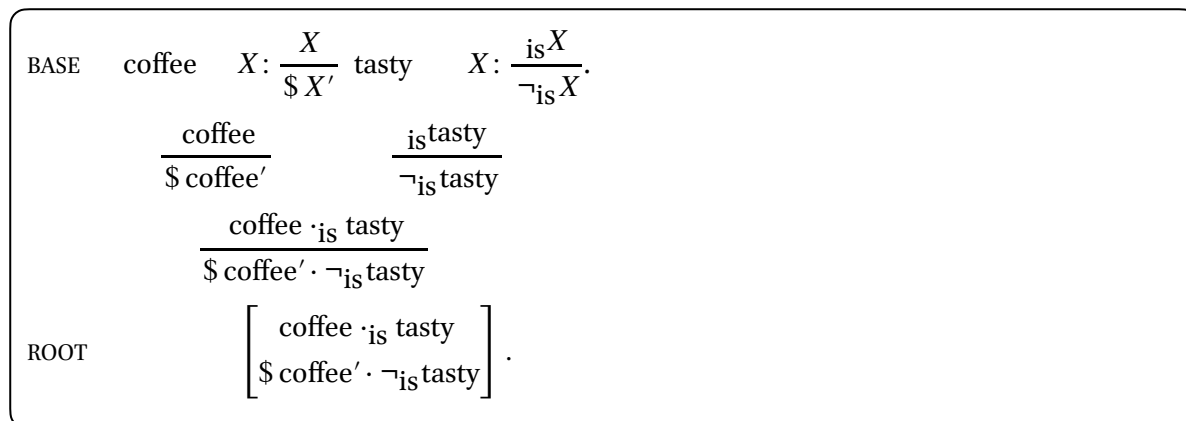 BASE coffee X: X / $ X′ tasty X: isX / ¬isX.
coffee / $ coffee′ istasty / ¬istasty
coffee ·is tasty / $ coffee′ · ¬istasty
ROOT [coffee ·is tasty
$ coffee′ · ¬istasty] .